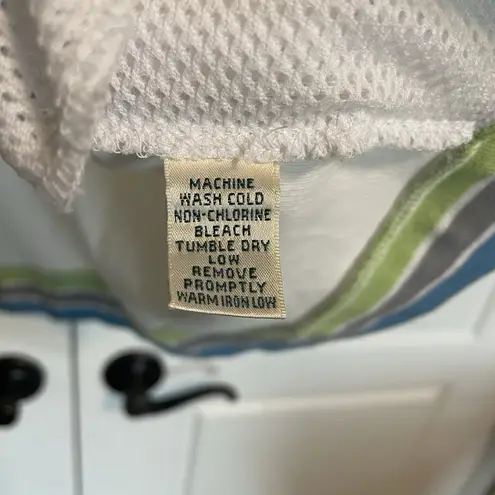 MACHINE
WASH COLD
NON-CHLORINE
BLEACH
TUMBLE DRY
LOW
REMOVE
PROMPTLY
WARM IRON LOW